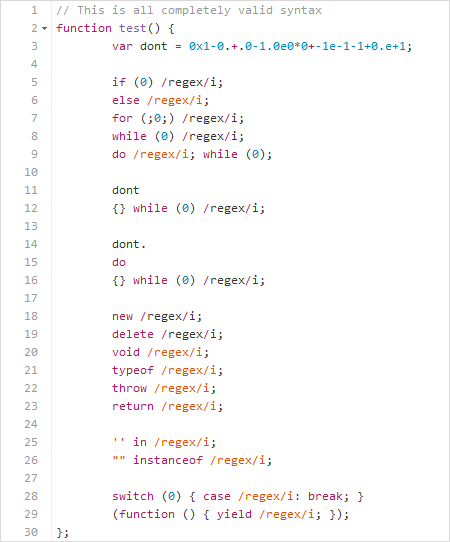 1 // This is all completely valid syntax
2 function test() {
3 var dont = 0x1-0.+.0-1.0e0*0+-1e-1-1+0.e+1;
4
5 if (0) /regex/i;
6 else /regex/i;
7 for (;0;) /regex/i;
8 while (0) /regex/i;
9 do /regex/i; while (0);
10
11 dont
12 {} while (0) /regex/i;
13
14 dont.
15 do
16 {} while (0) /regex/i;
17
18 new /regex/i;
19 delete /regex/i;
20 void /regex/i;
21 typeof /regex/i;
22 throw /regex/i;
23 return /regex/i;
24
25 '' in /regex/i;
26 "" instanceof /regex/i;
27
28 switch (0) { case /regex/i: break; }
29 (function () { yield /regex/i; });
30 };